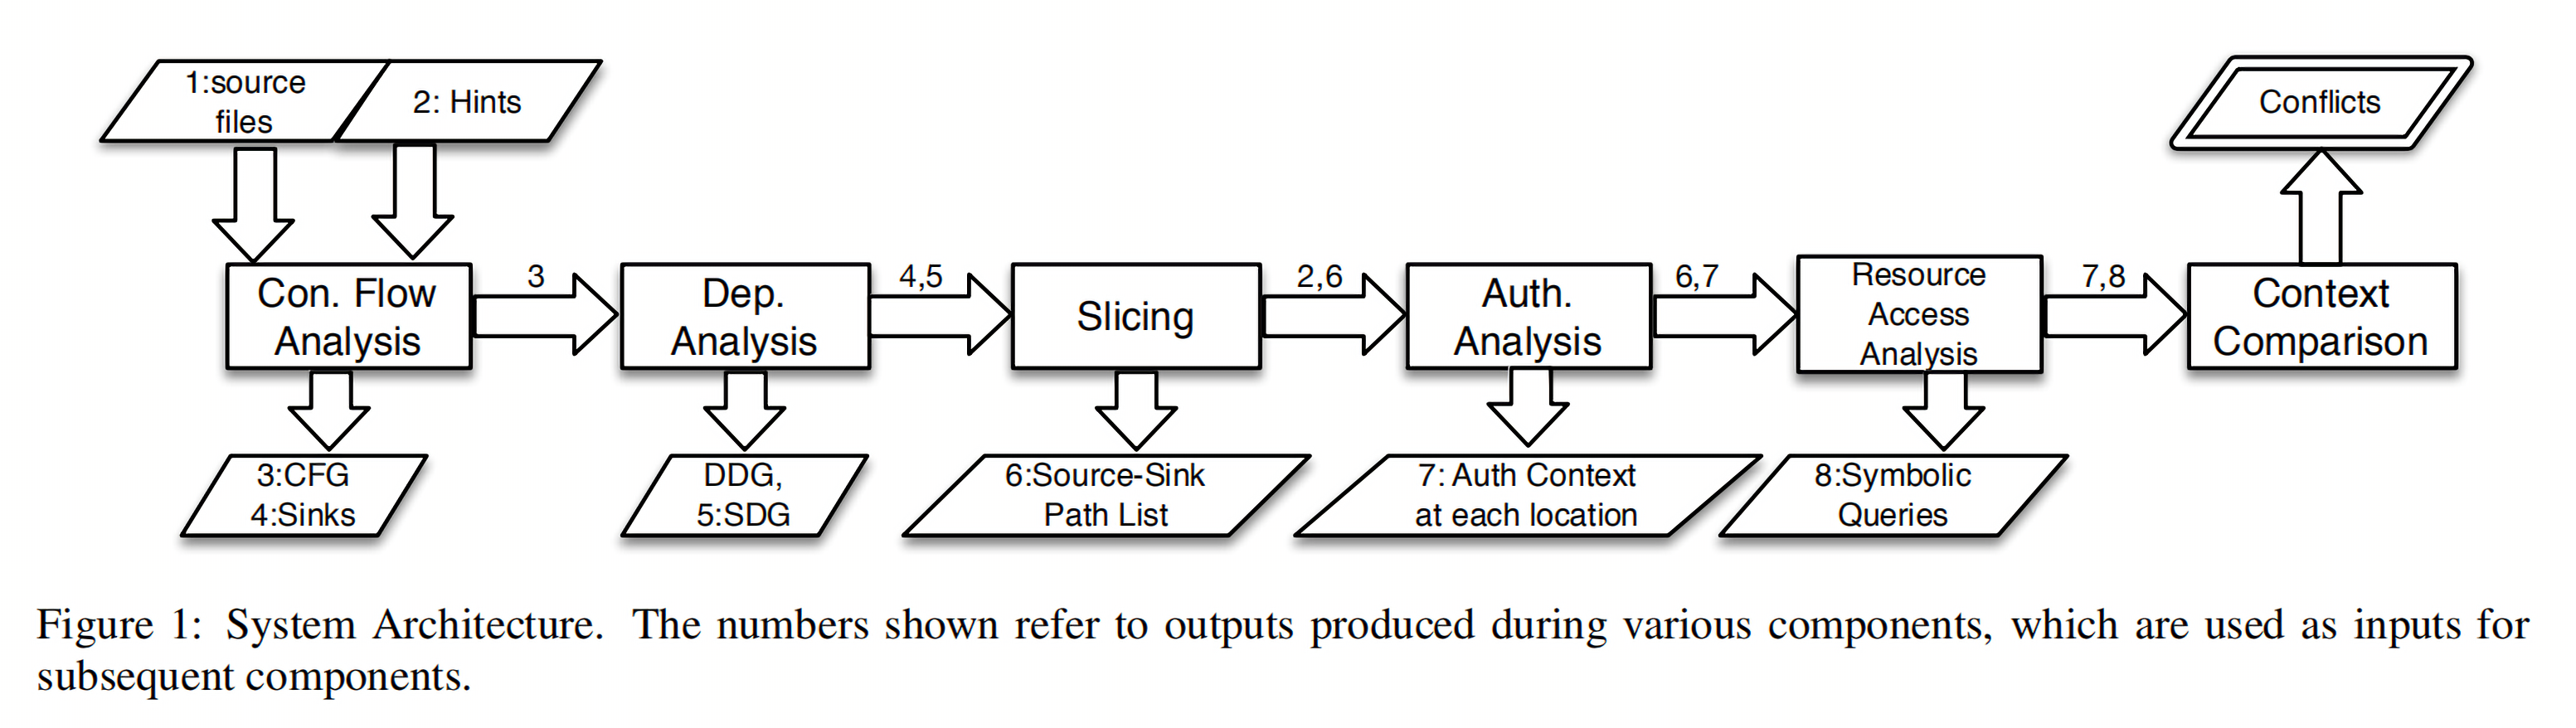 1:source
files
2: Hints
Conflicts
Con. Flow
Analysis
3
Dep.
Analysis
4,5
Slicing
2,6
Auth.
Analysis
6,7
Resource
Access
Analysis
7,8
Context
Comparison
3:CFG
4:Sinks
DDG,
5:SDG
6:Source-Sink
Path List
7: Auth Context
at each location
8:Symbolic
Queries
Figure 1: System Architecture. The numbers shown refer to outputs produced during various components, which are used as inputs for
subsequent components.